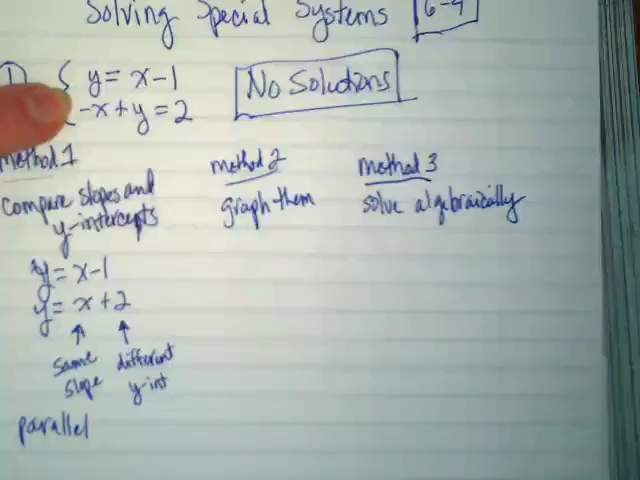 Solving Special Systems 6-4
1) { y = x-1
-x+y=2
No Solutions
method 1
Compare slopes and
y-intercepts
y = x-1
y = x+2
same
slope
different
y-int
parallel
method 2
graph them
method 3
solve algebraically